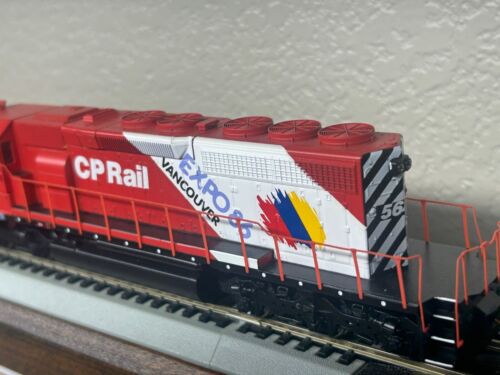 CP Rail
EXPO 86
VANCOUVER
56